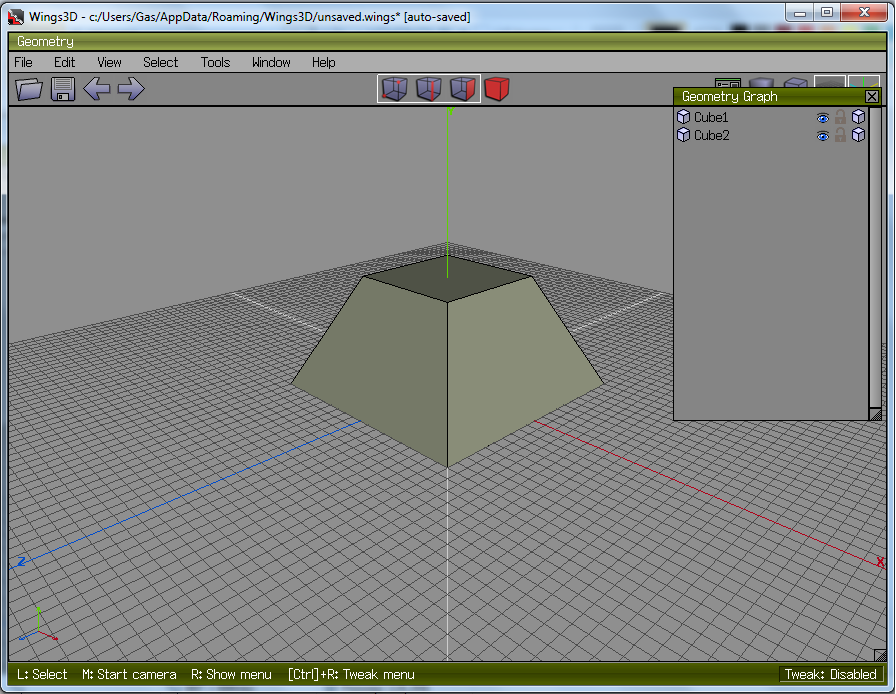 Wings3D - c:/Users/Gas/AppData/Roaming/Wings3D/unsaved.wings* [auto-saved]
Geometry
File Edit View Select Tools Window Help
Geometry Graph
Cube1
Cube2
Z
X
L: Select M: Start camera R: Show menu [Ctrl]+R: Tweak menu Tweak: Disabled